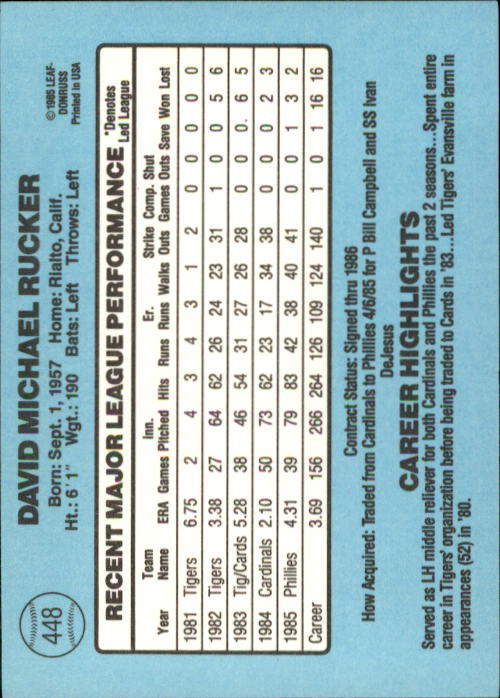 448
DAVID MICHAEL RUCKER
©1985 LEAF-
DONRUSS
Printed in USA
Born: Sept. 1, 1957 Home: Rialto, Calif.
Ht.: 6'1" Wgt.: 190 Bats: Left Throws: Left
RECENT MAJOR LEAGUE PERFORMANCE *Denotes Led League
Team Inn. Er. Strike Comp. Shut
Year Name ERA Games Pitched Hits Runs Runs Walks Outs Games Outs Save Won Lost
1981 Tigers 6.75 2 4 3 4 3 1 2 0 0 0 0 0
1982 Tigers 3.38 27 64 62 26 24 23 31 1 0 0 5 6
1983 Tig/Cards 5.28 38 46 54 31 27 26 28 0 0 0. 6 5
1984 Cardinals 2.10 50 73 62 23 17 34 38 0 0 0 2 3
1985 Phillies 4.31 39 79 83 42 38 40 41 0 0 1 3 2
Career 3.69 156 266 264 126 109 124 140 1 0 1 16 16
Contract Status: Signed thru 1986
How Acquired: Traded from Cardinals to Phillies 4/6/85 for P Bill Campbell and SS Ivan
DeJesus
CAREER HIGHLIGHTS
Served as LH middle reliever for both Cardinals and Phillies the past 2 seasons...Spent entire
career in Tigers' organization before being traded to Cards in '83...Led Tigers' Evansville farm in
appearances (52) in '80.